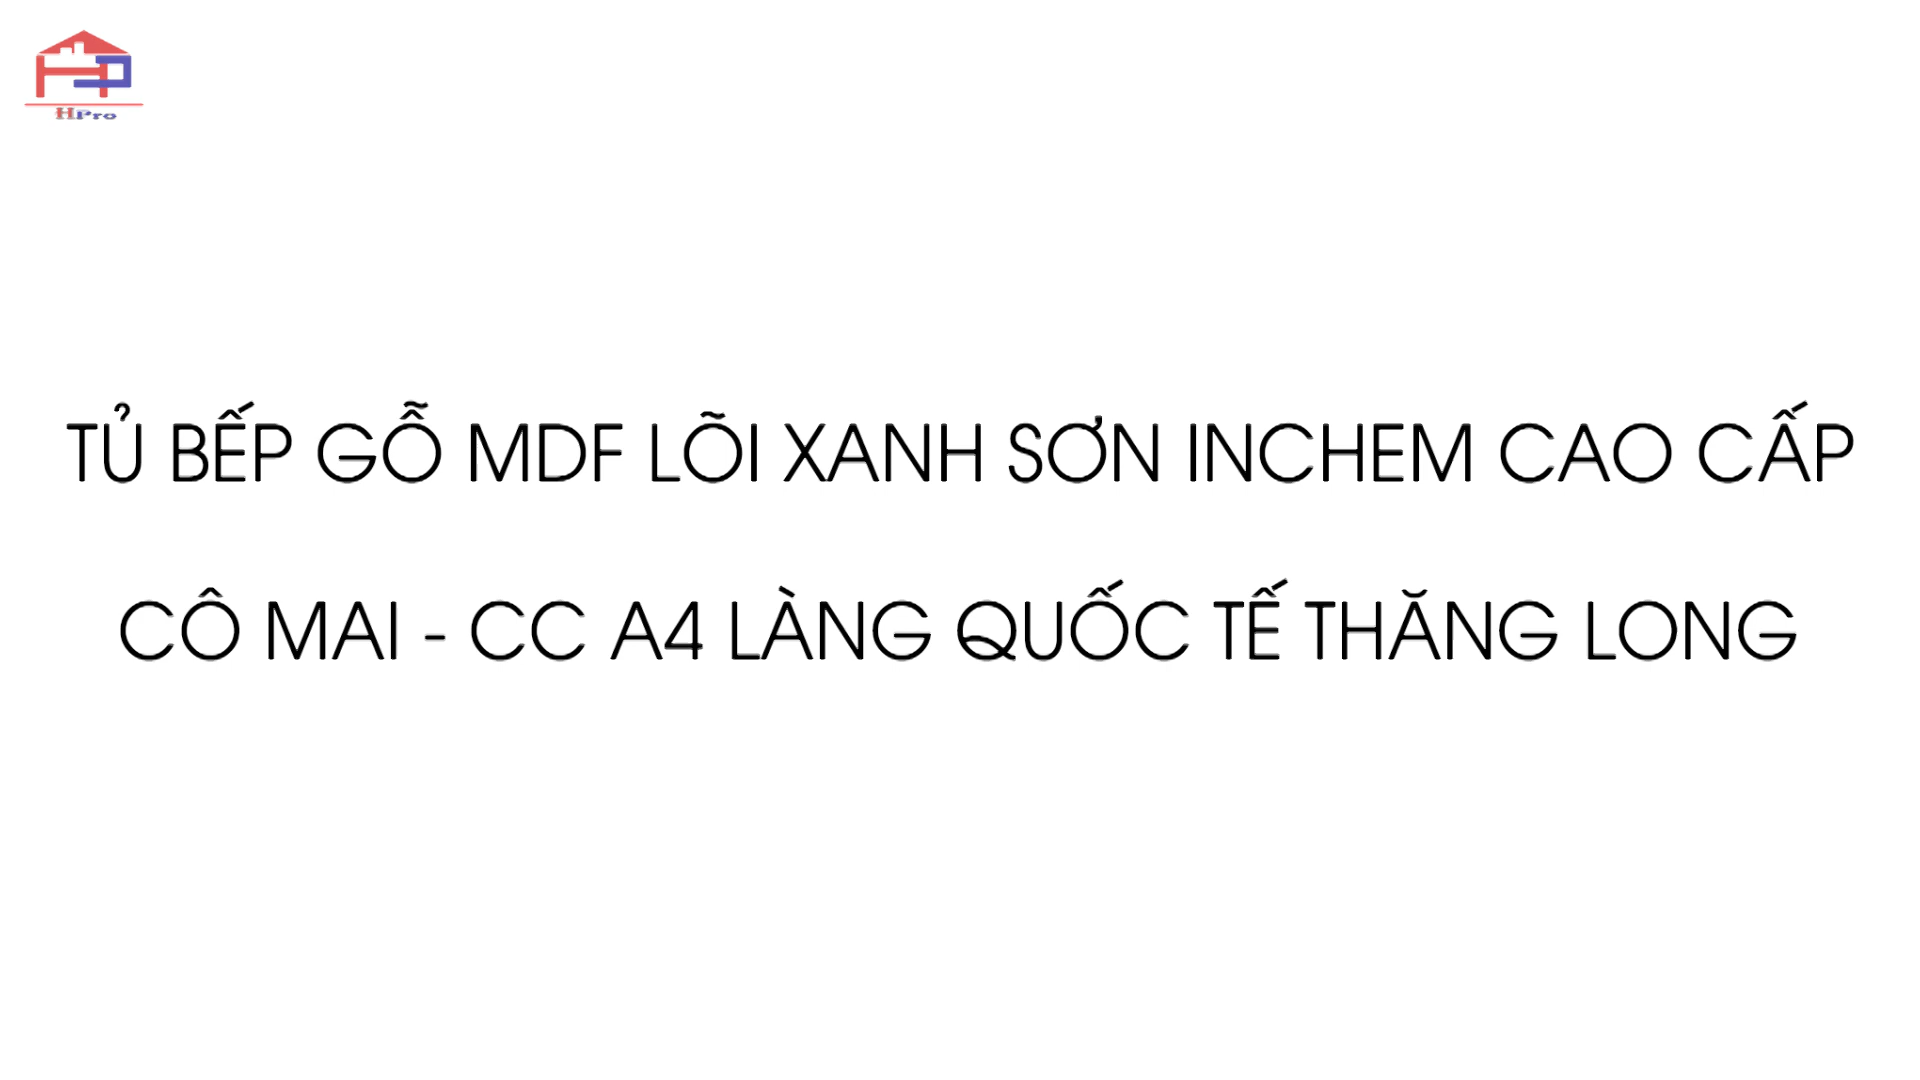 HPro
TỦ BẾP GỖ MDF LÕI XANH SƠN INCHEM CAO CẤP
CÔ MAI - CC A4 LÀNG QUỐC TẾ THĂNG LONG